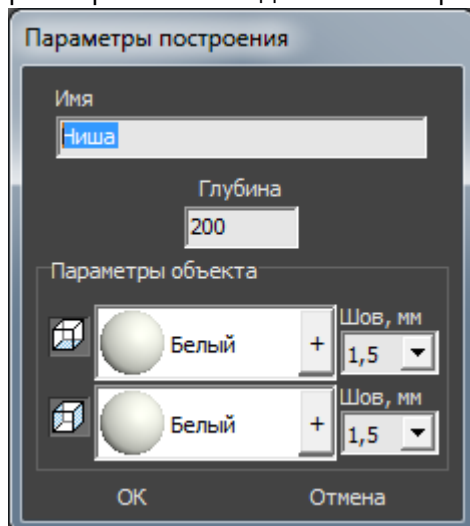 Параметры построения
Имя
Ниша
Глубина
200
Параметры объекта
Шов, мм
Белый + 1,5
Шов, мм
Белый + 1,5
ОК Отмена